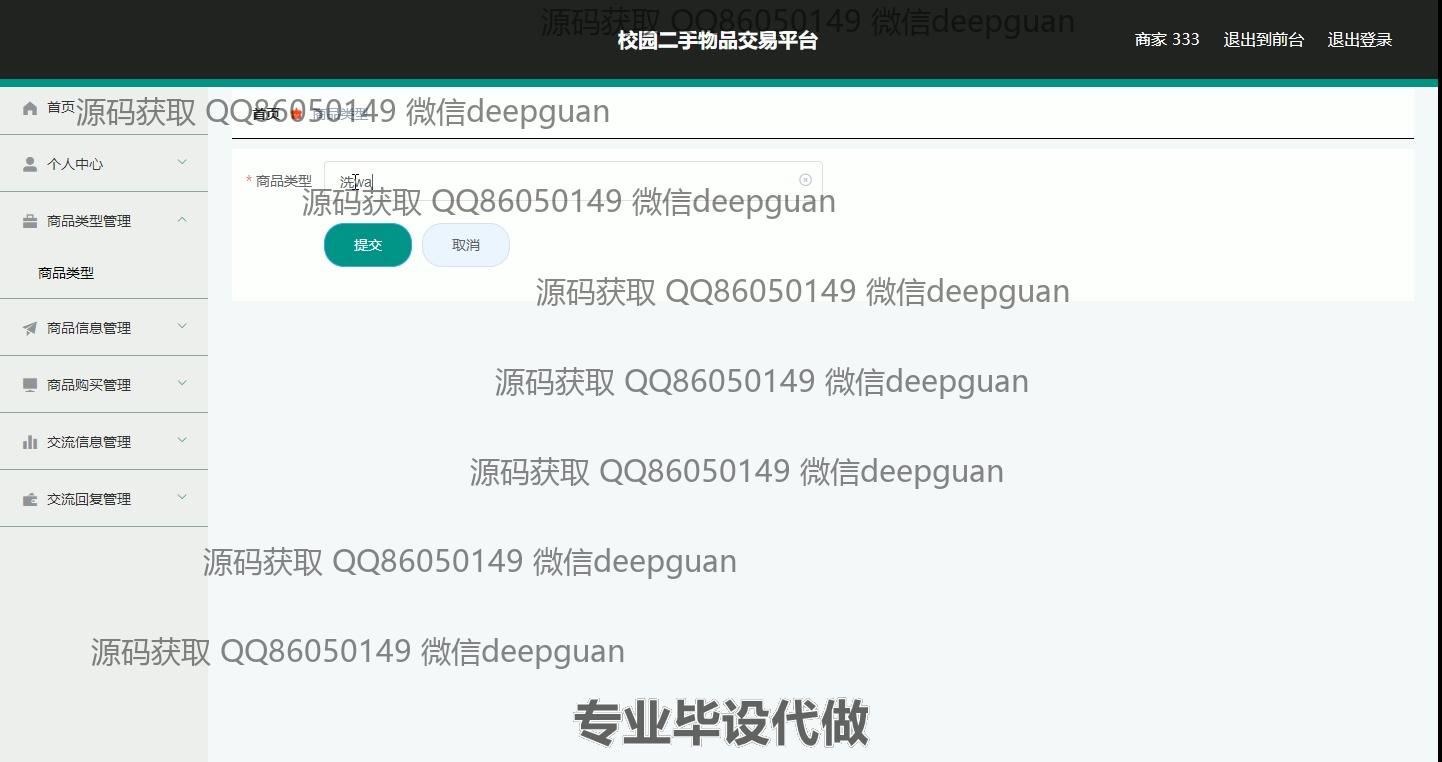 源码获取 QQ86050149 微信deepguan
校园二手物品交易平台
商家 333
退出到前台
退出登录
首页
源码获取 QQ86050149 微信deepguan
首页
商品类型
个人中心
* 商品类型
洗wa
源码获取 QQ86050149 微信deepguan
商品类型管理
提交
取消
商品类型
源码获取 QQ86050149 微信deepguan
商品信息管理
商品购买管理
源码获取 QQ86050149 微信deepguan
交流信息管理
源码获取 QQ86050149 微信deepguan
交流回复管理
源码获取 QQ86050149 微信deepguan
源码获取 QQ86050149 微信deepguan
专业毕设代做